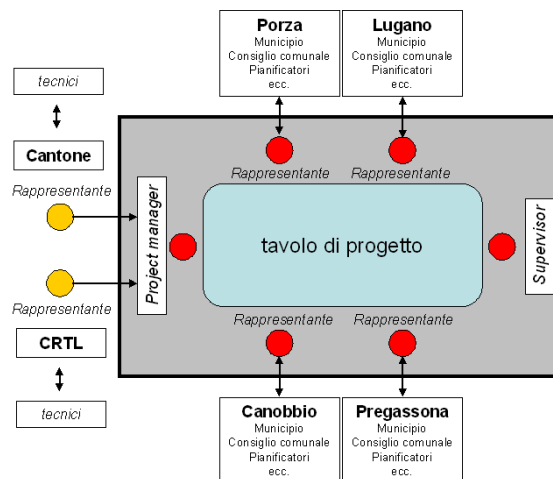 Porza
Municipio
Consiglio comunale
Pianificatori
ecc.
Lugano
Municipio
Consiglio comunale
Pianificatori
ecc.
tecnici
Cantone
Rappresentante
Rappresentante
Rappresentante
Project manager
tavolo di progetto
Supervisor
Rappresentante
CRTL
tecnici
Rappresentante
Rappresentante
Canobbio
Municipio
Consiglio comunale
Pianificatori
ecc.
Pregassona
Municipio
Consiglio comunale
Pianificatori
ecc.